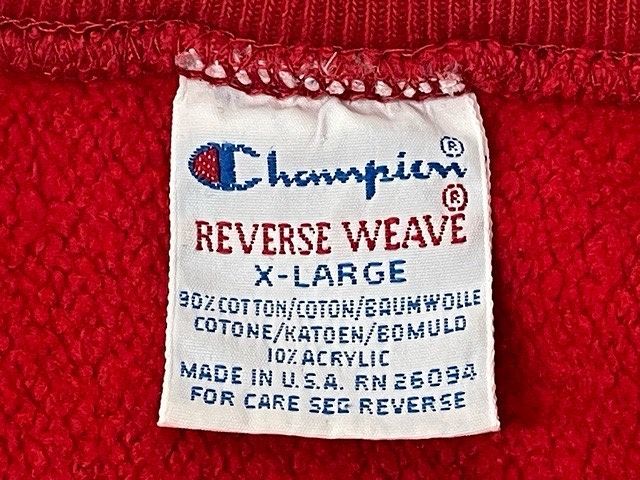 Champion®
®
REVERSE WEAVE
X-LARGE
90% COTTON/COTON/BAUMWOLLE
COTONE/KATOEN/BOMULD
10% ACRYLIC
MADE IN U.S.A. RN 26094
FOR CARE SEE REVERSE